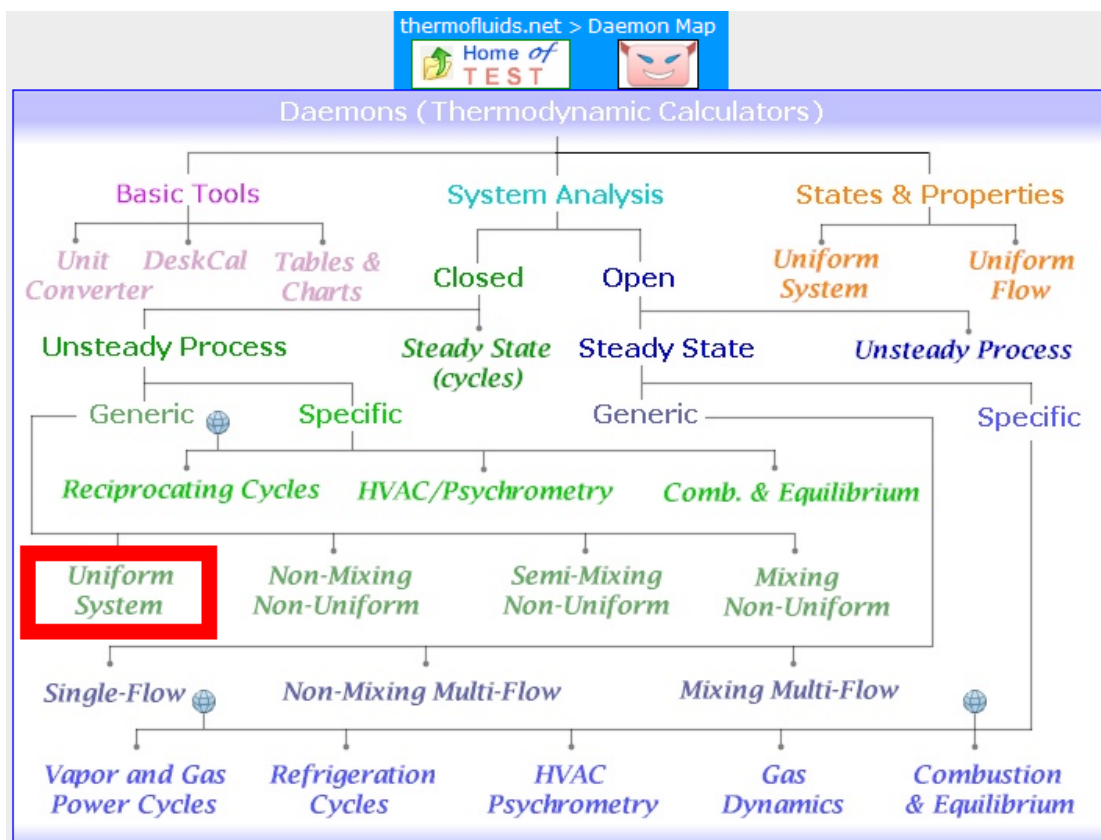 thermofluids.net > Daemon Map
Home of
TEST
Daemons (Thermodynamic Calculators)
Basic Tools
System Analysis
States & Properties
Unit
Converter
DeskCal
Tables &
Charts
Closed
Open
Uniform
System
Uniform
Flow
Unsteady Process
Steady State
(cycles)
Steady State
Unsteady Process
Generic
Specific
Generic
Specific
Reciprocating Cycles
HVAC/Psychrometry
Comb. & Equilibrium
Uniform
System
Non-Mixing
Non-Uniform
Semi-Mixing
Non-Uniform
Mixing
Non-Uniform
Single-Flow
Non-Mixing Multi-Flow
Mixing Multi-Flow
Vapor and Gas
Power Cycles
Refrigeration
Cycles
HVAC
Psychrometry
Gas
Dynamics
Combustion
& Equilibrium